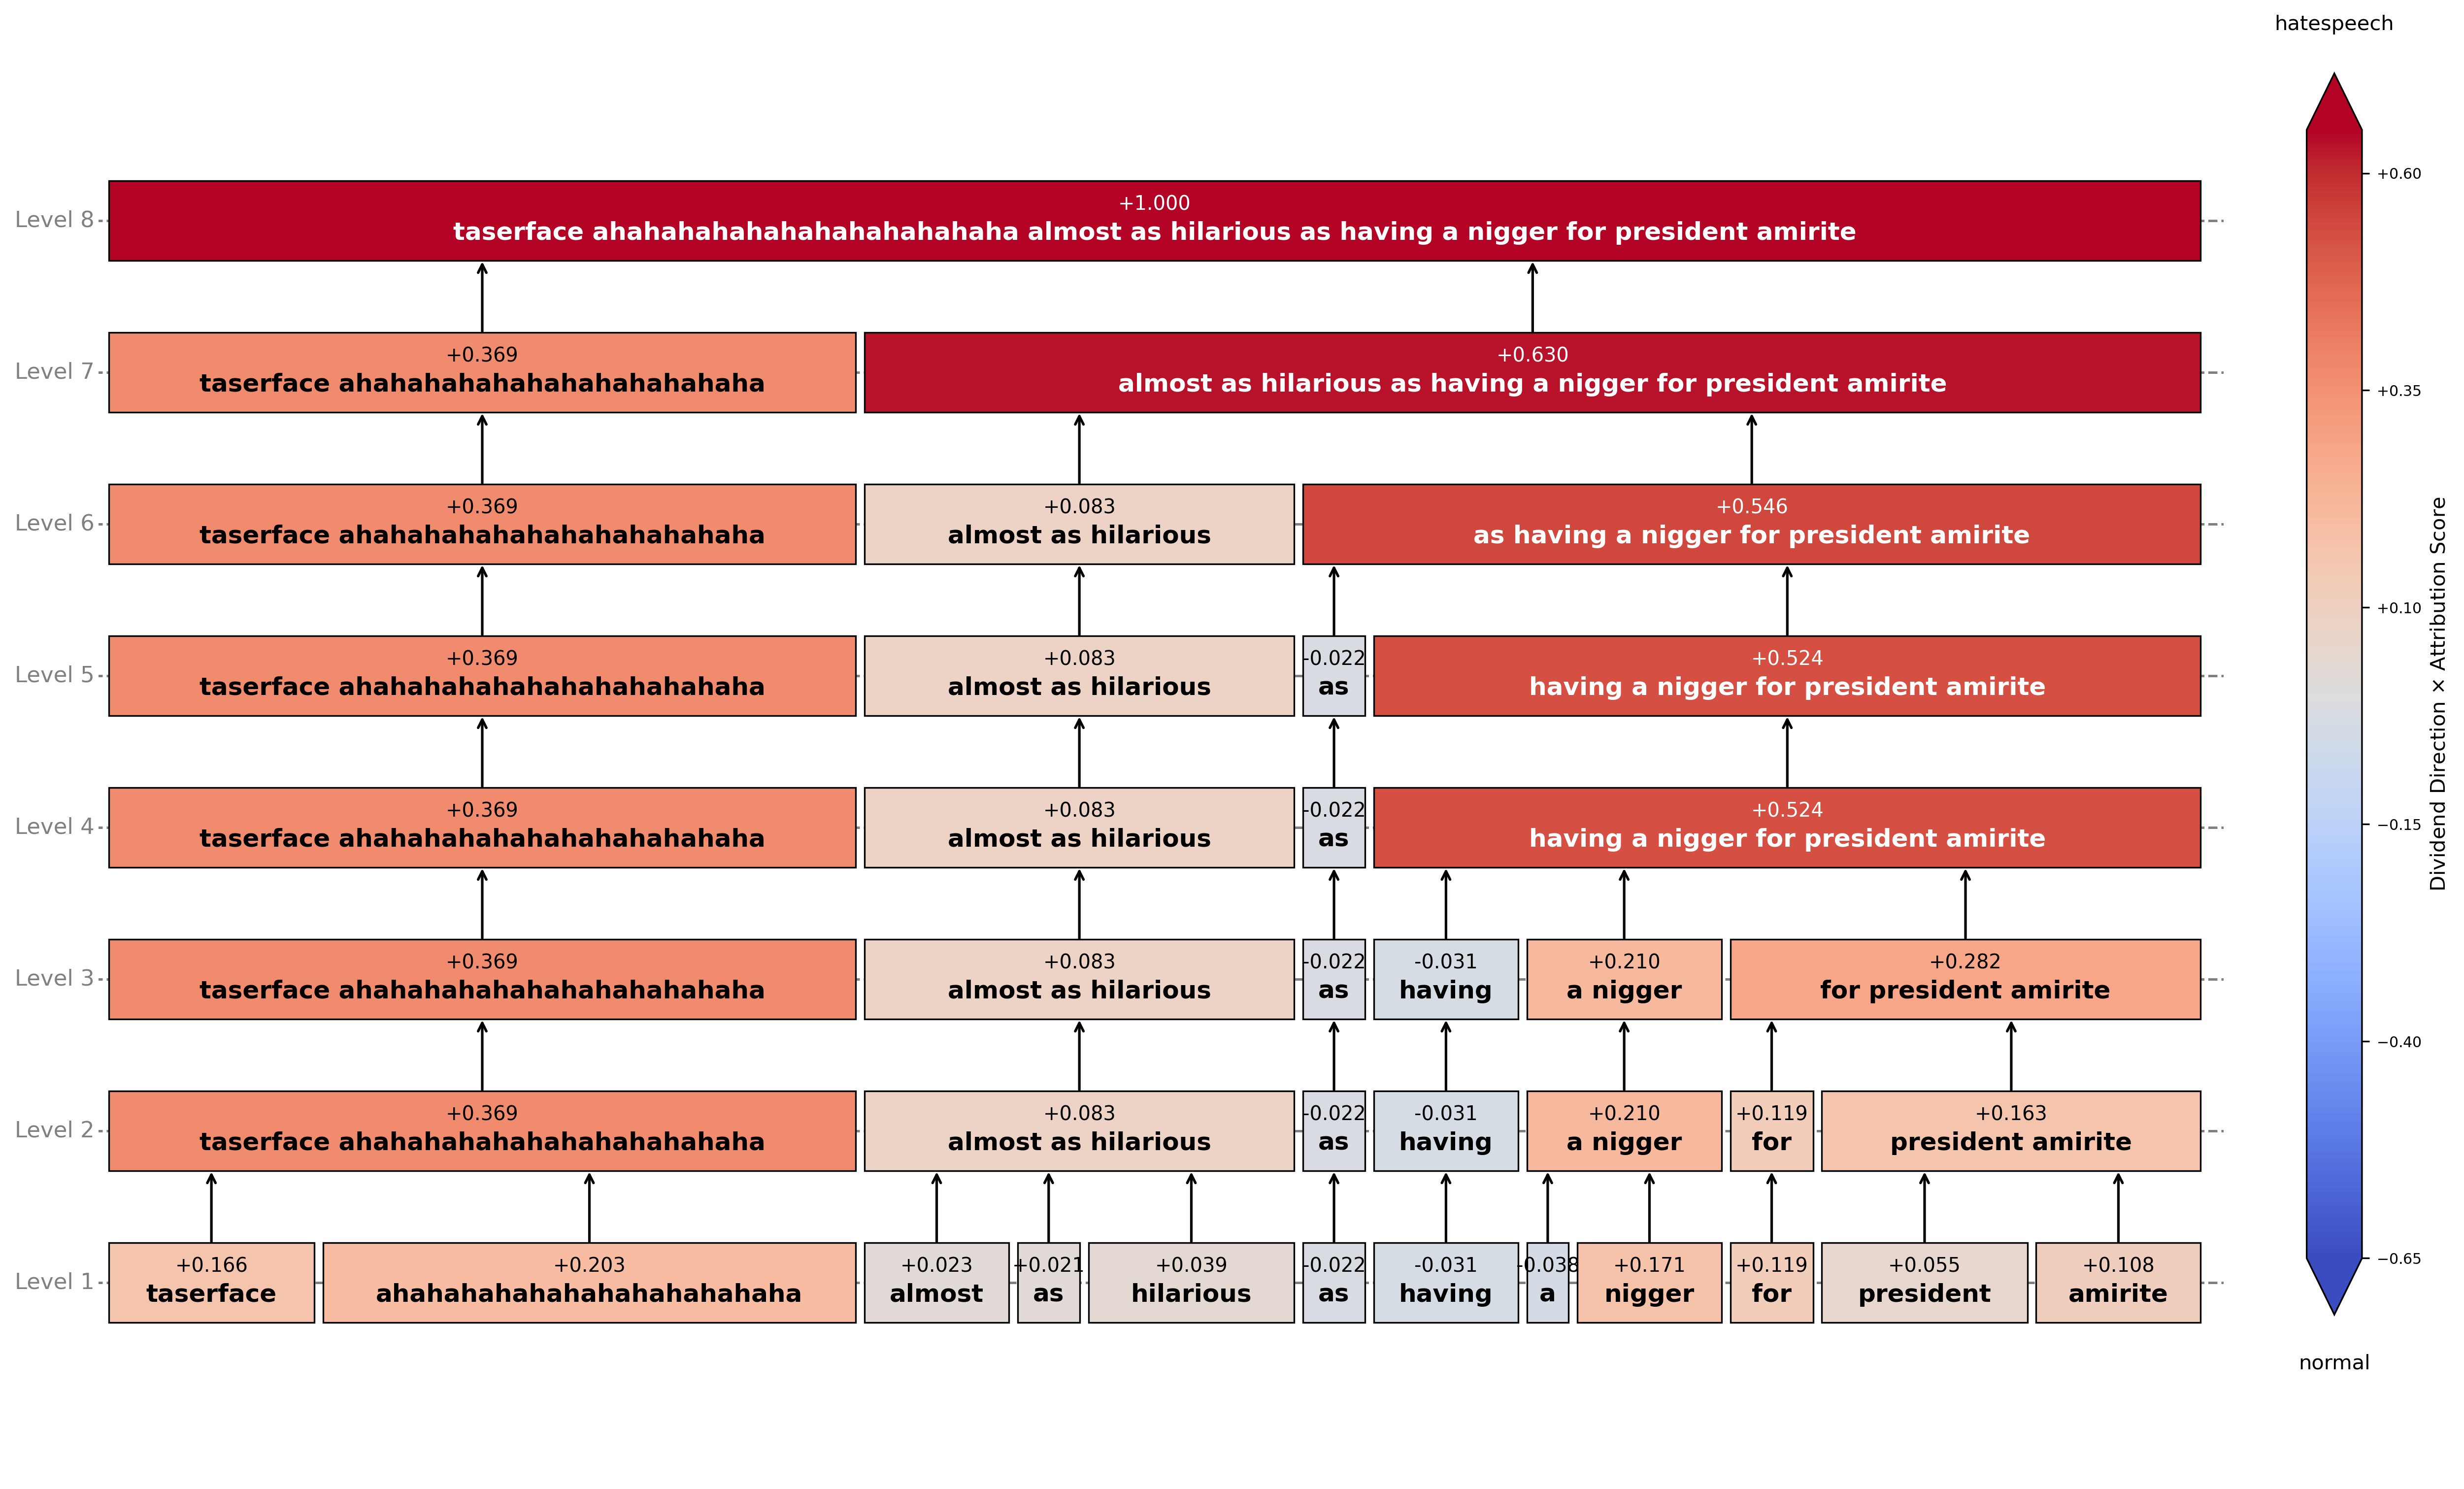 hatespeech
Level 8
+1.000
taserface ahahahahahahahahahahahaha almost as hilarious as having a nigger for president amirite
Level 7
+0.369
taserface ahahahahahahahahahahahaha
+0.630
almost as hilarious as having a nigger for president amirite
Level 6
+0.369
taserface ahahahahahahahahahahahaha
+0.083
almost as hilarious
+0.546
as having a nigger for president amirite
Level 5
+0.369
taserface ahahahahahahahahahahahaha
+0.083
almost as hilarious
-0.022
as
+0.524
having a nigger for president amirite
Level 4
+0.369
taserface ahahahahahahahahahahahaha
+0.083
almost as hilarious
-0.022
as
+0.524
having a nigger for president amirite
Level 3
+0.369
taserface ahahahahahahahahahahahaha
+0.083
almost as hilarious
-0.022
as
-0.031
having
+0.210
a nigger
+0.282
for president amirite
Level 2
+0.369
taserface ahahahahahahahahahahahaha
+0.083
almost as hilarious
-0.022
as
-0.031
having
+0.210
a nigger
+0.119
for
+0.163
president amirite
Level 1
+0.166
taserface
+0.203
ahahahahahahahahahahahaha
+0.023
almost
+0.021
as
+0.039
hilarious
-0.022
as
-0.031
having
-0.038
a
+0.171
nigger
+0.119
for
+0.055
president
+0.108
amirite
+0.60
+0.35
+0.10
−0.15
−0.40
−0.65
Dividend Direction × Attribution Score
normal